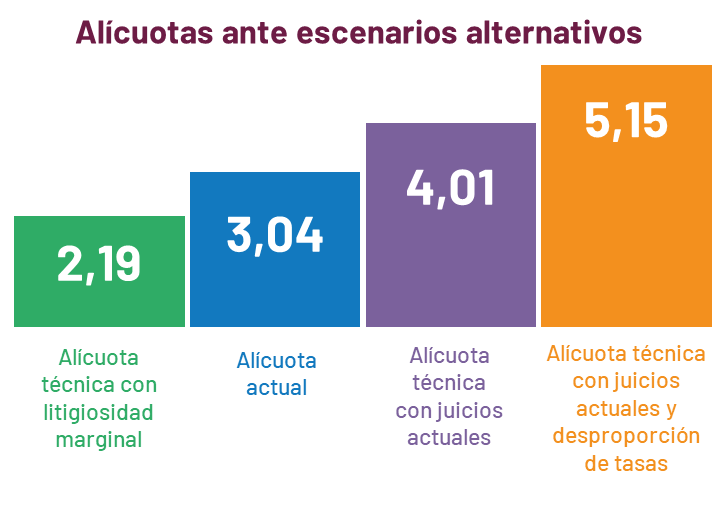 Alícuotas ante escenarios alternativos
2,19
3,04
4,01
5,15
Alícuota
técnica con
litigiosidad
marginal
Alícuota
actual
Alícuota
técnica
con juicios
actuales
Alícuota técnica
con juicios
actuales y
desproporción
de tasas